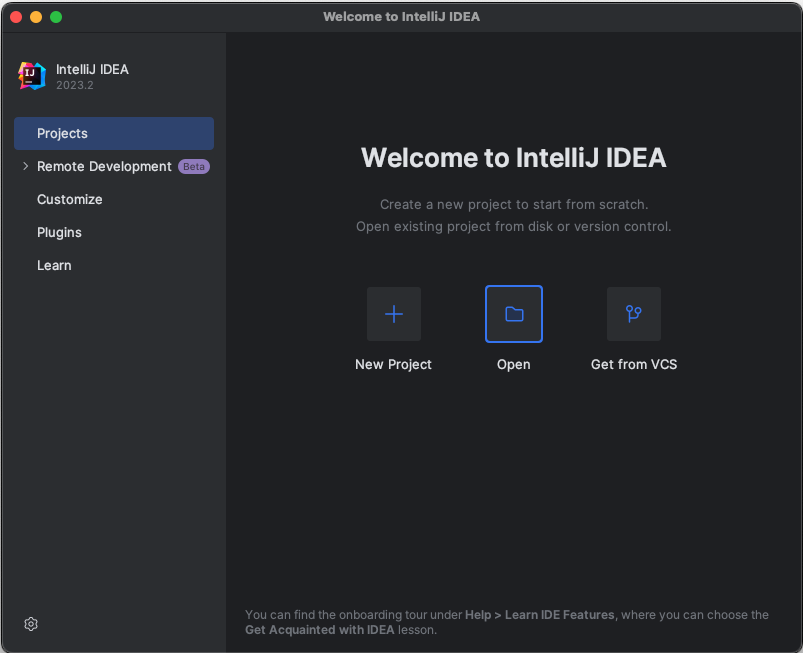 Welcome to IntelliJ IDEA
IJ
IntelliJ IDEA
2023.2
Projects
Remote Development Beta
Customize
Plugins
Learn
Welcome to IntelliJ IDEA
Create a new project to start from scratch.
Open existing project from disk or version control.
New Project
Open
Get from VCS
You can find the onboarding tour under Help > Learn IDE Features, where you can choose the
Get Acquainted with IDEA lesson.